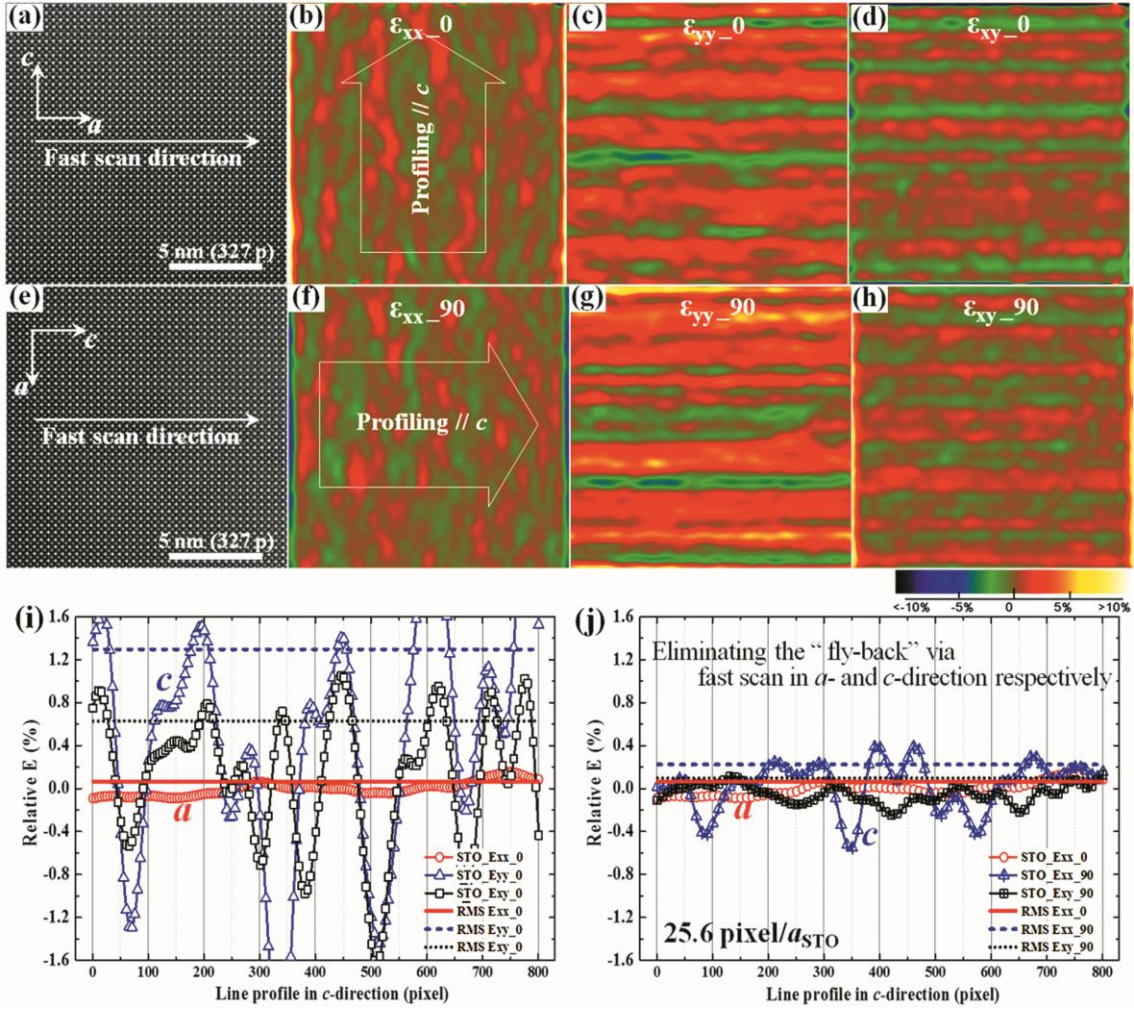 (a)
c
a
Fast scan direction
5 nm (327 p)
(b)
εxx_0
Profiling // c
(c)
εyy_0
(d)
εxy_0
(e)
c
a
Fast scan direction
5 nm (327 p)
(f)
εxx_90
Profiling // c
(g)
εyy_90
(h)
εxy_90
<-10% -5% 0 5% >10%
(i)
1.6
1.2
0.8
0.4
0.0
-0.4
-0.8
-1.2
-1.6
Relative E (%)
c
a
STO_Exx_0
STO_Eyy_0
STO_Exy_0
RMS Exx_0
RMS Eyy_0
RMS Exy_0
0 100 200 300 400 500 600 700 800
Line profile in c-direction (pixel)
(j)
Eliminating the “ fly-back” via
fast scan in a- and c-direction respectively
1.6
1.2
0.8
0.4
0.0
-0.4
-0.8
-1.2
-1.6
Relative E (%)
a
c
STO_Exx_0
STO_Exx_90
STO_Exy_90
RMS Exx_0
RMS Exx_90
RMS Exy_90
25.6 pixel/aSTO
0 100 200 300 400 500 600 700 800
Line profile in c-direction (pixel)